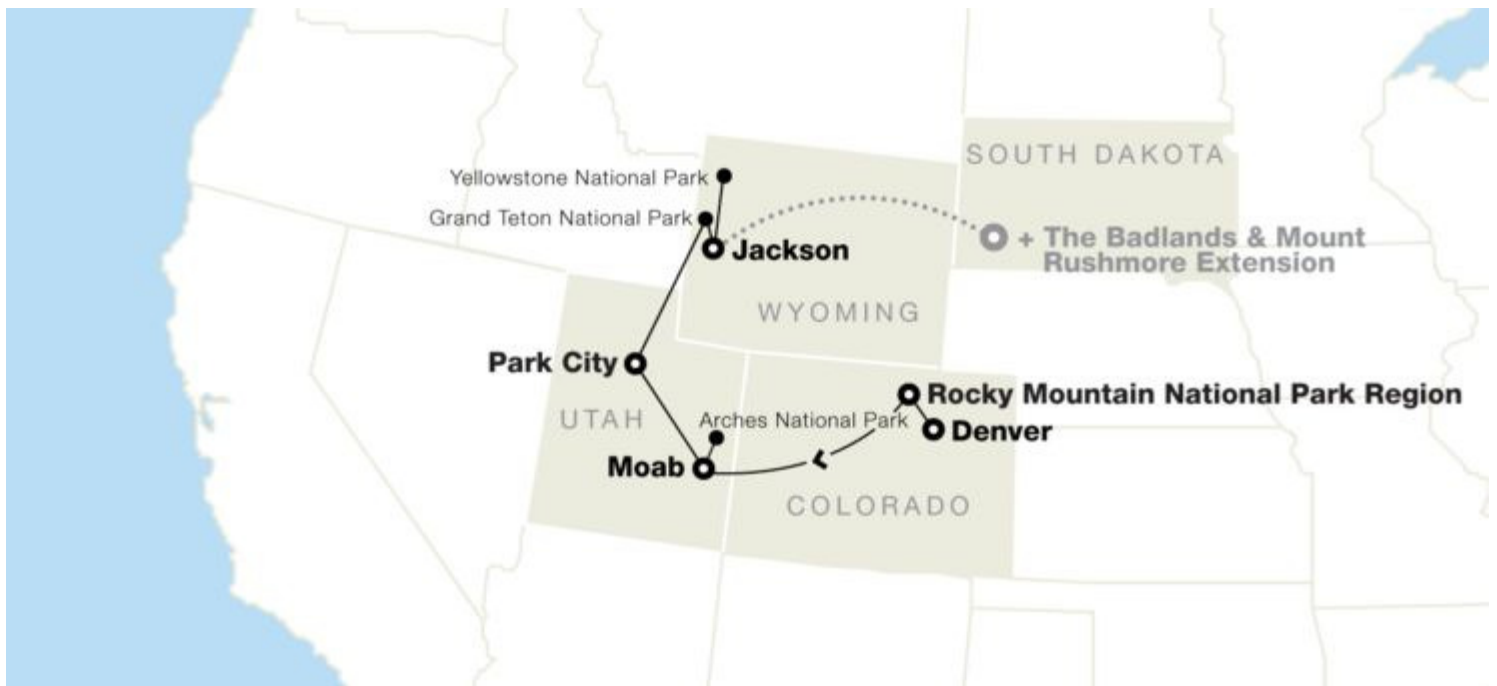 SOUTH DAKOTA
Yellowstone National Park
Grand Teton National Park
Jackson
+ The Badlands & Mount
Rushmore Extension
WYOMING
Park City
UTAH
Rocky Mountain National Park Region
Arches National Park
Denver
Moab
COLORADO